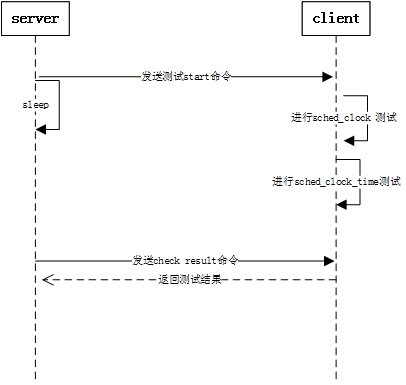 server
client
发送测试start命令
sleep
进行sched_clock 测试
进行sched_clock_time测试
发送check result命令
返回测试结果